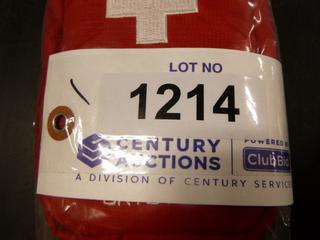 LOT NO
1214
CENTURY
AUCTIONS
POWERED BY
ClubBid
A DIVISION OF CENTURY SERVICE